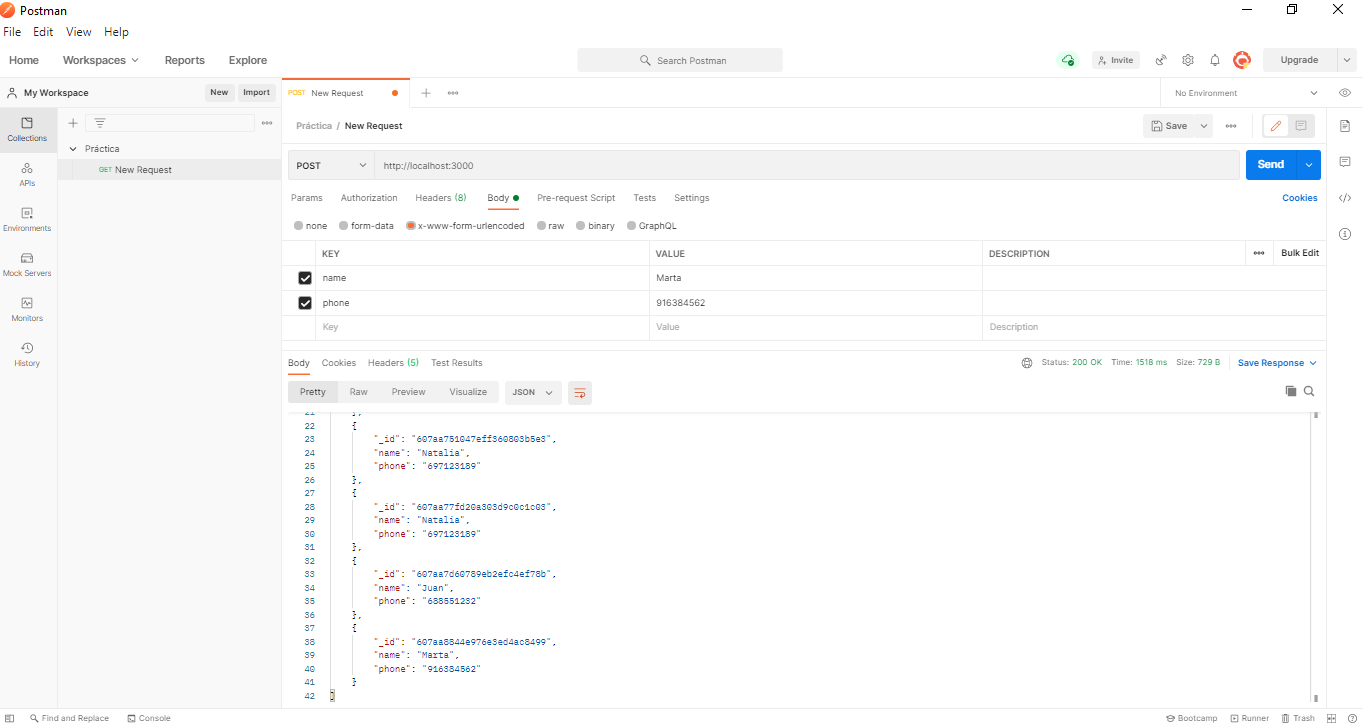 Postman
File Edit View Help
Home Workspaces Reports Explore Search Postman Invite Upgrade
My Workspace New Import POST New Request No Environment
Collections
APIs
Environments
Mock Servers
Monitors
History
Práctica
GET New Request
Práctica / New Request Save
POST http://localhost:3000 Send
Params Authorization Headers (8) Body Pre-request Script Tests Settings Cookies
none form-data x-www-form-urlencoded raw binary GraphQL
KEY VALUE DESCRIPTION Bulk Edit
name Marta
phone 916384562
Key Value Description
Body Cookies Headers (5) Test Results Status: 200 OK Time: 1518 ms Size: 729 B Save Response
Pretty Raw Preview Visualize JSON
21 },
22 {
23 "_id": "607aa751047eff360803b5e3",
24 "name": "Natalia",
25 "phone": "697123189"
26 },
27 {
28 "_id": "607aa77fd20a303d9c0c1c03",
29 "name": "Natalia",
30 "phone": "697123189"
31 },
32 {
33 "_id": "607aa7d60789eb2efc4ef78b",
34 "name": "Juan",
35 "phone": "688551232"
36 },
37 {
38 "_id": "607aa8844e976e3ed4ac8499",
39 "name": "Marta",
40 "phone": "916384562"
41 }
42 ]
Find and Replace Console Bootcamp Runner Trash